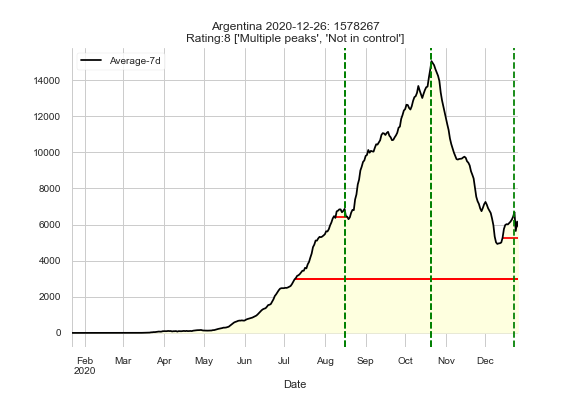 Argentina 2020-12-26: 1578267
Rating:8 ['Multiple peaks', 'Not in control']
Average-7d
14000
12000
10000
8000
6000
4000
2000
0
Feb Mar Apr May Jun Jul Aug Sep Oct Nov Dec
2020
Date